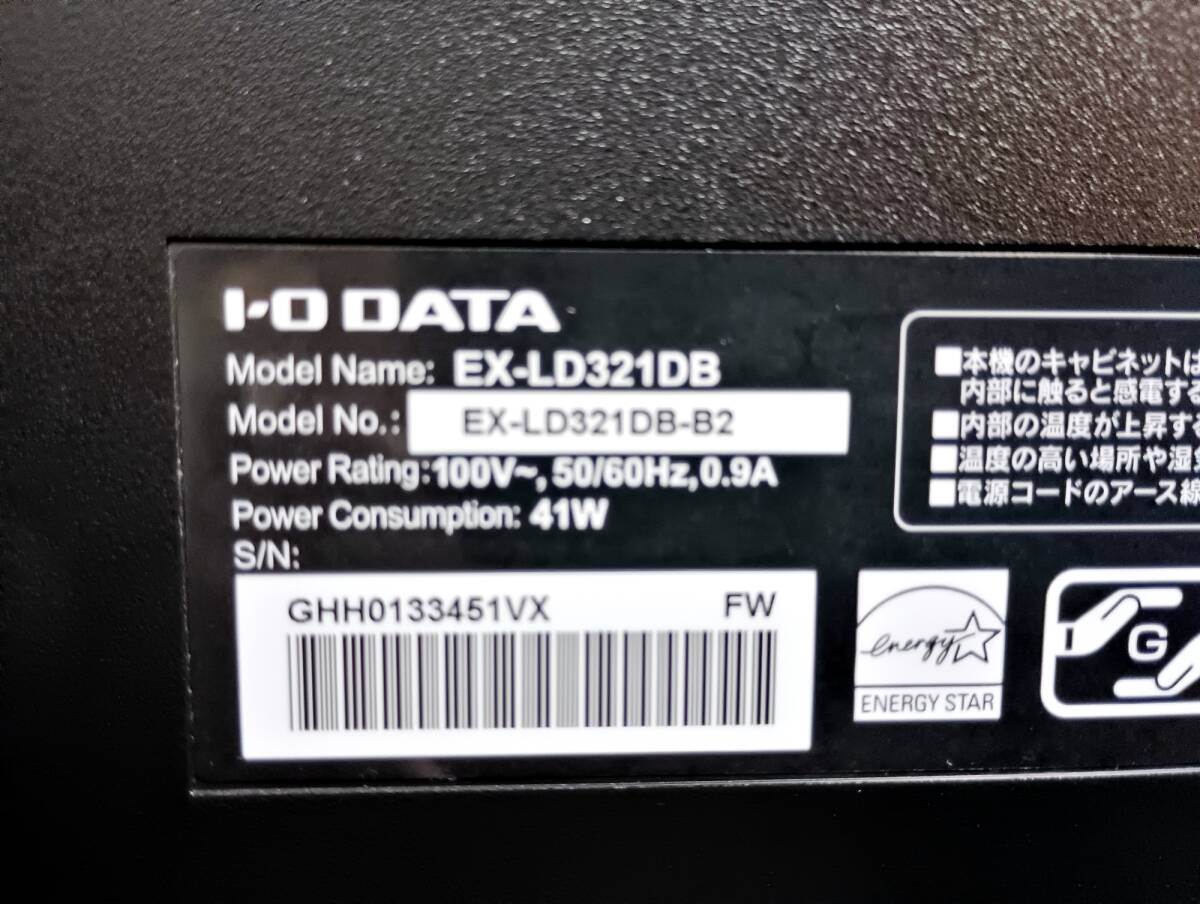 I-O DATA
Model Name: EX-LD321DB
Model No.: EX-LD321DB-B2
Power Rating:100V~, 50/60Hz, 0.9A
Power Consumption: 41W
S/N:
GHH0133451VX FW
■本機のキャビネットは
内部に触ると感電する
■内部の温度が上昇する
■温度の高い場所や湿気
■電源コードのアース線
energy
ENERGY STAR
I G